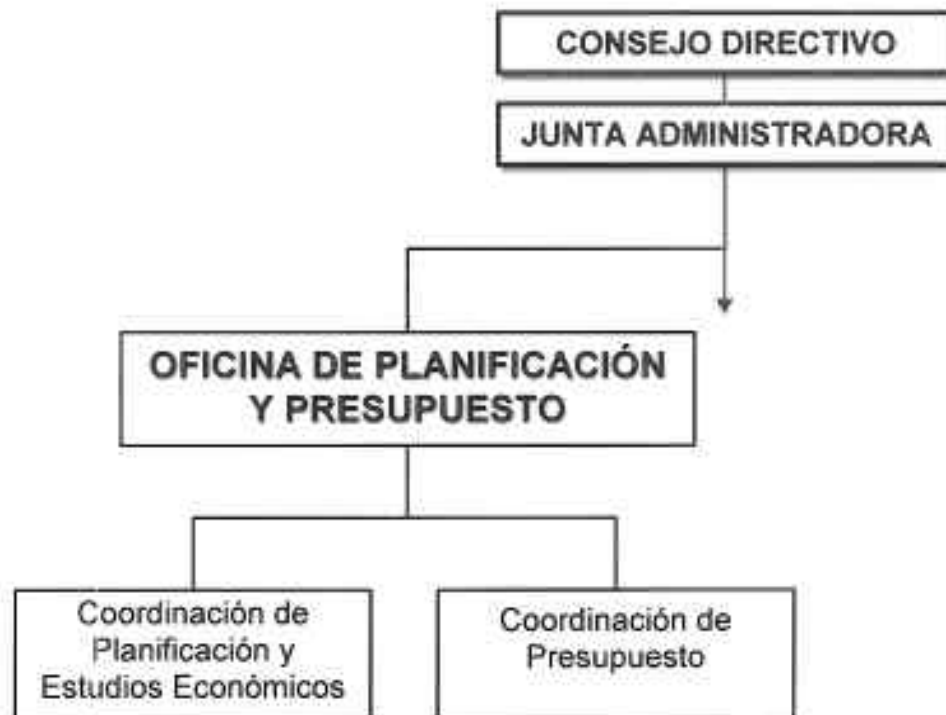 CONSEJO DIRECTIVO
JUNTA ADMINISTRADORA
OFICINA DE PLANIFICACIÓN
Y PRESUPUESTO
Coordinación de
Planificación y
Estudios Económicos
Coordinación de
Presupuesto